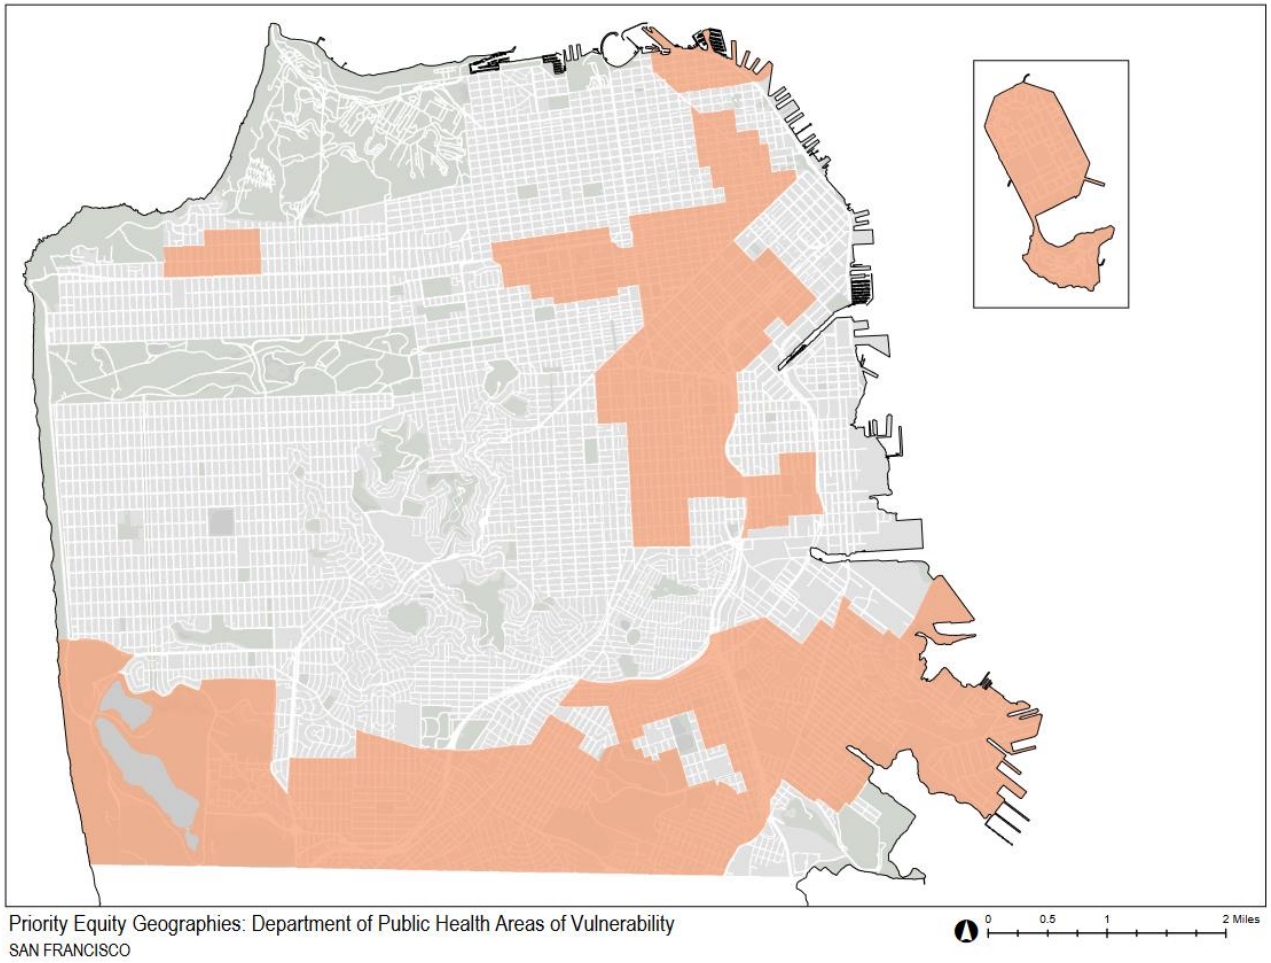 Priority Equity Geographies: Department of Public Health Areas of Vulnerability
SAN FRANCISCO
0 0.5 1 2 Miles